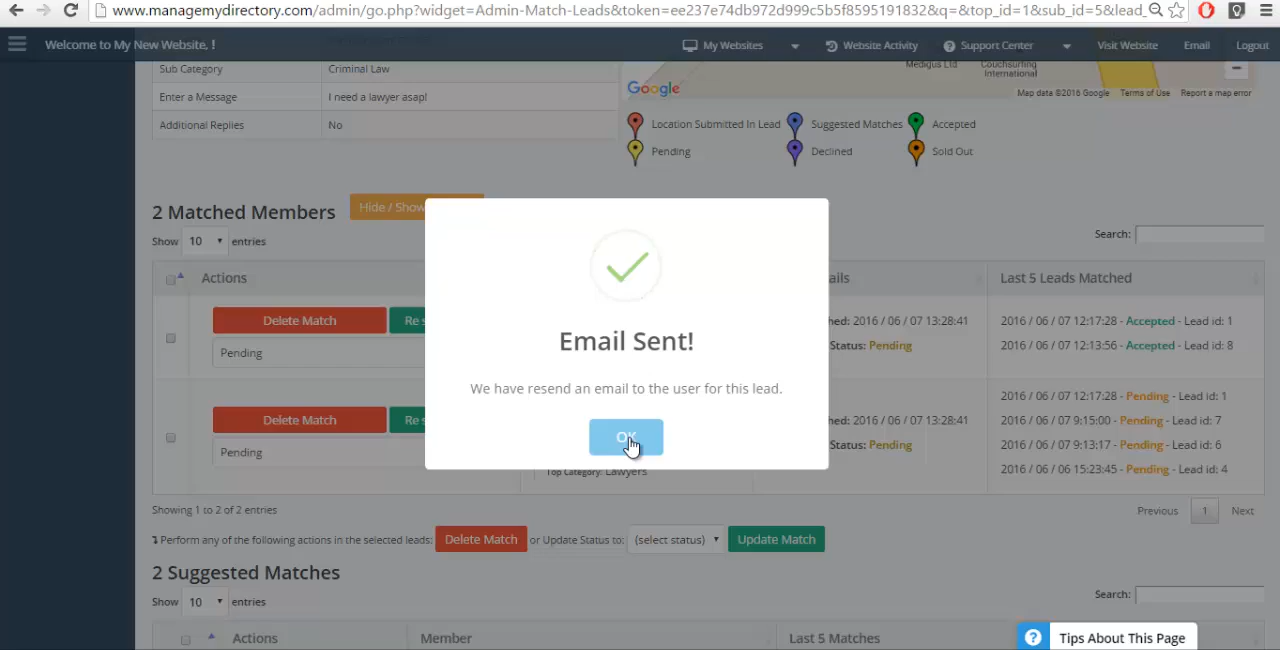 www.managemydirectory.com/admin/go.php?widget=Admin-Match-Leads&token=ee237e74db972d999c5b5f8595191832&q=&top_id=1&sub_id=5&lead_
Welcome to My New Website, !
My Websites
Website Activity
Support Center
Visit Website
Email
Logout
Sub Category
Criminal Law
Enter a Message
I need a lawyer asap!
Additional Replies
No
Medigus Ltd
Couchsurfing
International
Google
Map data ©2016 Google
Terms of Use
Report a map error
Location Submitted In Lead
Suggested Matches
Accepted
Pending
Declined
Sold Out
2 Matched Members
Hide / Show
Show 10 entries
Search:
Actions
ails
Last 5 Leads Matched
Delete Match
Re s
Pending
hed: 2016 / 06 / 07 13:28:41
Status: Pending
2016 / 06 / 07 12:17:28 - Accepted - Lead id: 1
2016 / 06 / 07 12:13:56 - Accepted - Lead id: 8
Delete Match
Re s
Pending
hed: 2016 / 06 / 07 13:28:41
Status: Pending
2016 / 06 / 07 12:17:28 - Pending - Lead id: 1
2016 / 06 / 07 9:15:00 - Pending - Lead id: 7
2016 / 06 / 07 9:13:17 - Pending - Lead id: 6
2016 / 06 / 06 15:23:45 - Pending - Lead id: 4
Top Category: Lawyers
Email Sent!
We have resend an email to the user for this lead.
OK
Showing 1 to 2 of 2 entries
Previous
1
Next
Perform any of the following actions in the selected leads: Delete Match or Update Status to: (select status) Update Match
2 Suggested Matches
Show 10 entries
Search:
Actions
Member
Last 5 Matches
? Tips About This Page